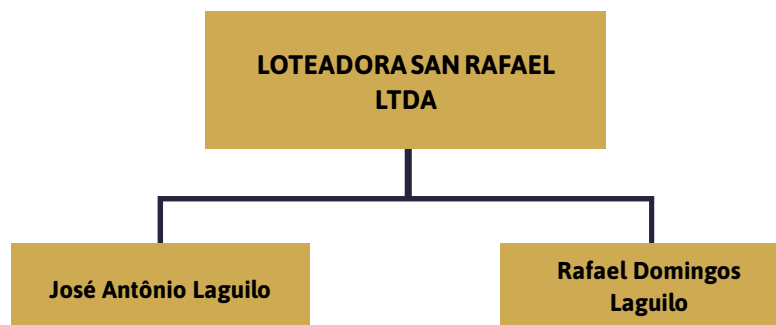 LOTEADORA SAN RAFAEL
LTDA
José Antônio Laguilo
Rafael Domingos
Laguilo